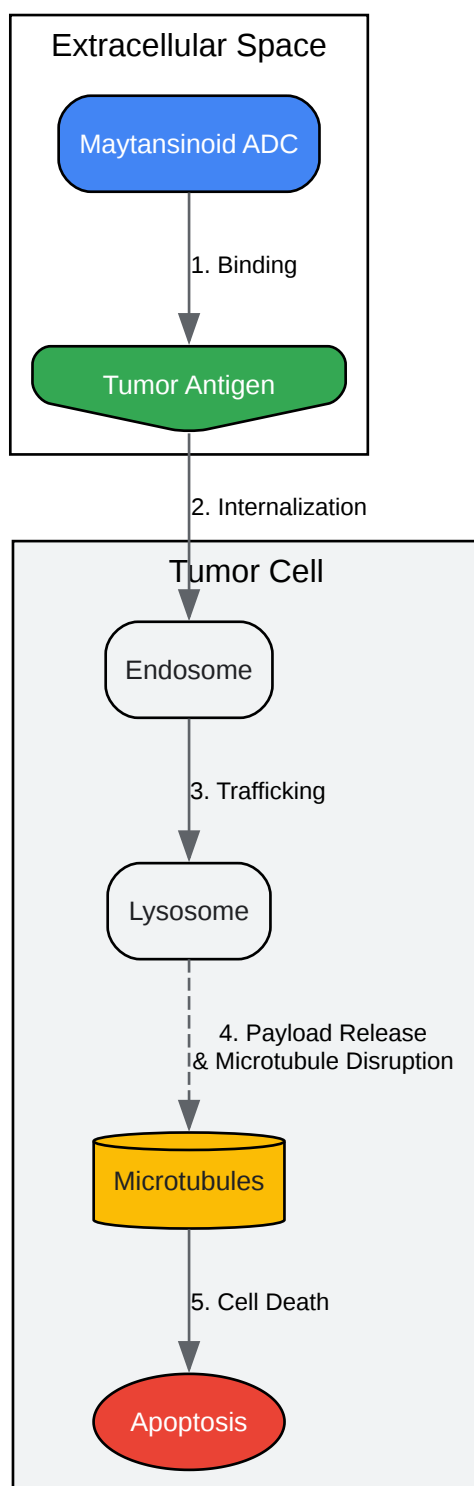 Extracellular Space
Maytansinoid ADC
1. Binding
Tumor Antigen
2. Internalization
Tumor Cell
Endosome
3. Trafficking
Lysosome
4. Payload Release
& Microtubule Disruption
Microtubules
5. Cell Death
Apoptosis